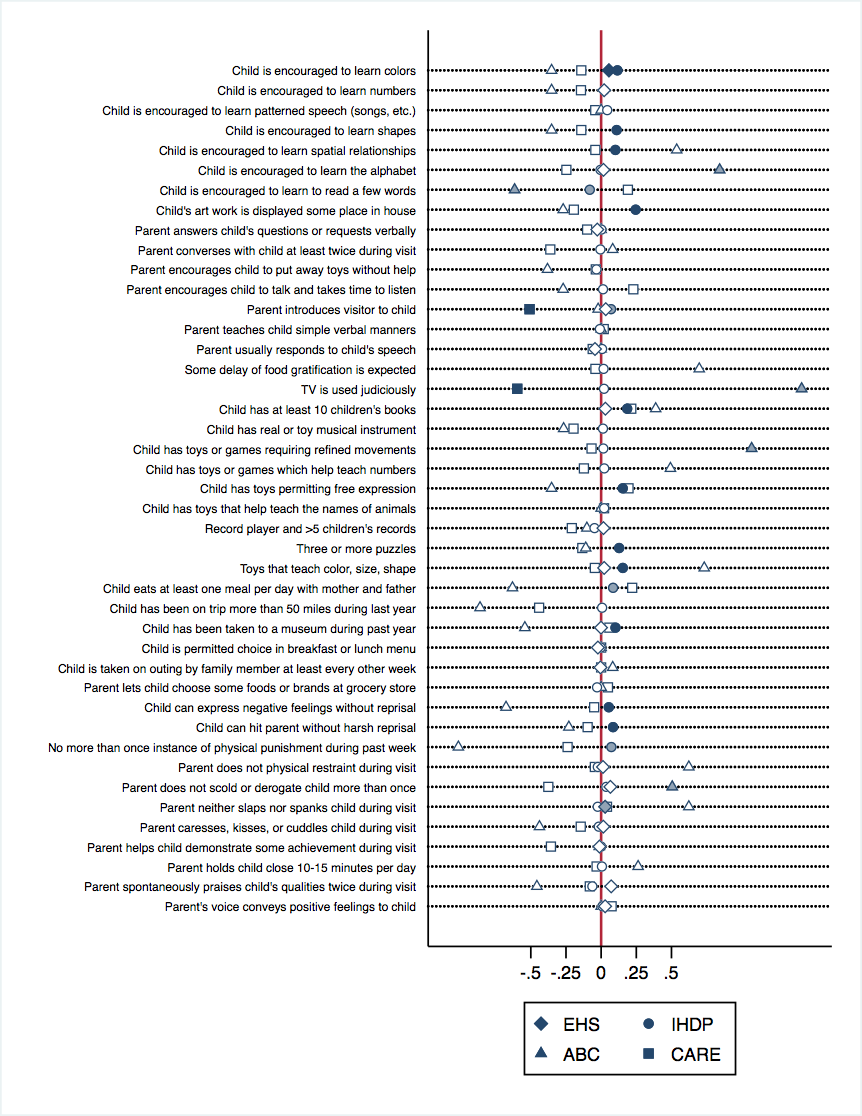 Child is encouraged to learn colors
Child is encouraged to learn numbers
Child is encouraged to learn patterned speech (songs, etc.)
Child is encouraged to learn shapes
Child is encouraged to learn spatial relationships
Child is encouraged to learn the alphabet
Child is encouraged to learn to read a few words
Child's art work is displayed some place in house
Parent answers child's questions or requests verbally
Parent converses with child at least twice during visit
Parent encourages child to put away toys without help
Parent encourages child to talk and takes time to listen
Parent introduces visitor to child
Parent teaches child simple verbal manners
Parent usually responds to child's speech
Some delay of food gratification is expected
TV is used judiciously
Child has at least 10 children's books
Child has real or toy musical instrument
Child has toys or games requiring refined movements
Child has toys or games which help teach numbers
Child has toys permitting free expression
Child has toys that help teach the names of animals
Record player and >5 children's records
Three or more puzzles
Toys that teach color, size, shape
Child eats at least one meal per day with mother and father
Child has been on trip more than 50 miles during last year
Child has been taken to a museum during past year
Child is permitted choice in breakfast or lunch menu
Child is taken on outing by family member at least every other week
Parent lets child choose some foods or brands at grocery store
Child can express negative feelings without reprisal
Child can hit parent without harsh reprisal
No more than once instance of physical punishment during past week
Parent does not physical restraint during visit
Parent does not scold or derogate child more than once
Parent neither slaps nor spanks child during visit
Parent caresses, kisses, or cuddles child during visit
Parent helps child demonstrate some achievement during visit
Parent holds child close 10-15 minutes per day
Parent spontaneously praises child's qualities twice during visit
Parent's voice conveys positive feelings to child
-.5 -.25 0 .25 .5
EHS IHDP
ABC CARE